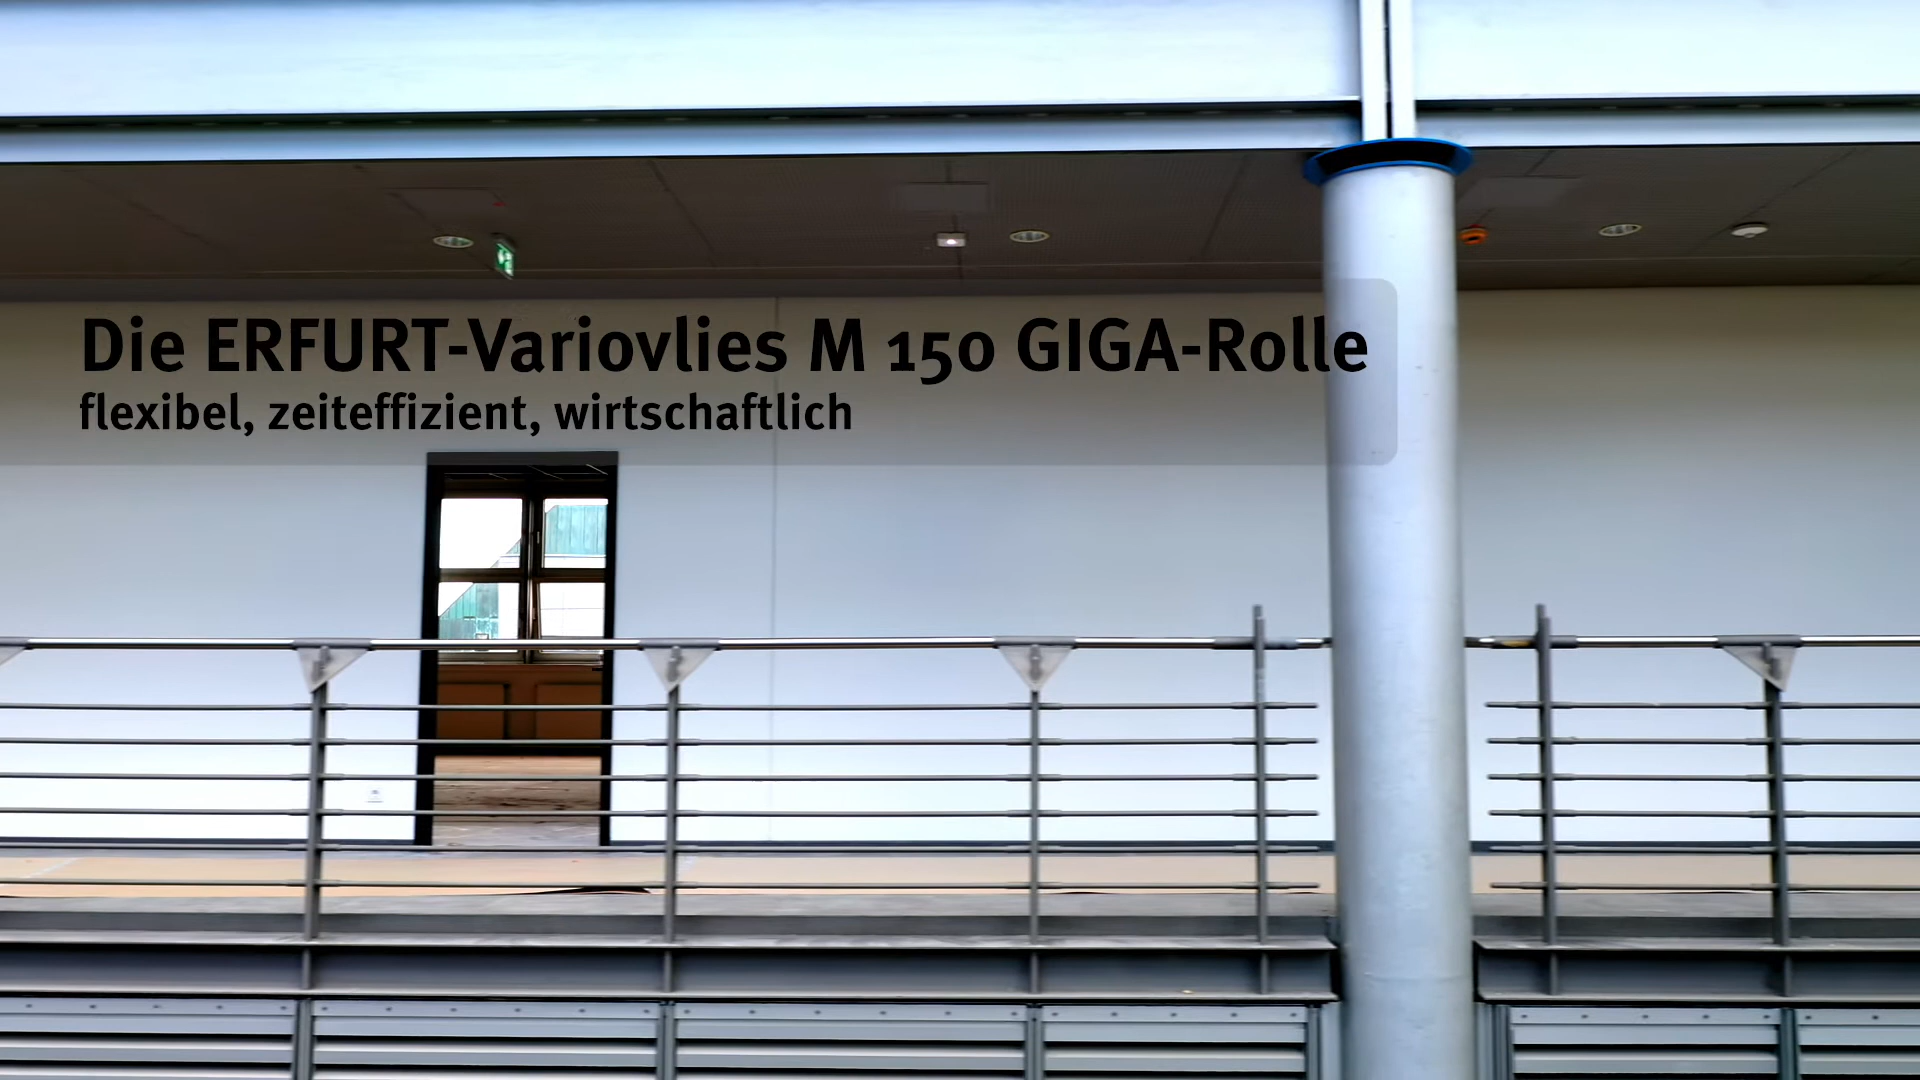 Die ERFURT-Variovlies M 150 GIGA-Rolle
flexibel, zeiteffizient, wirtschaftlich